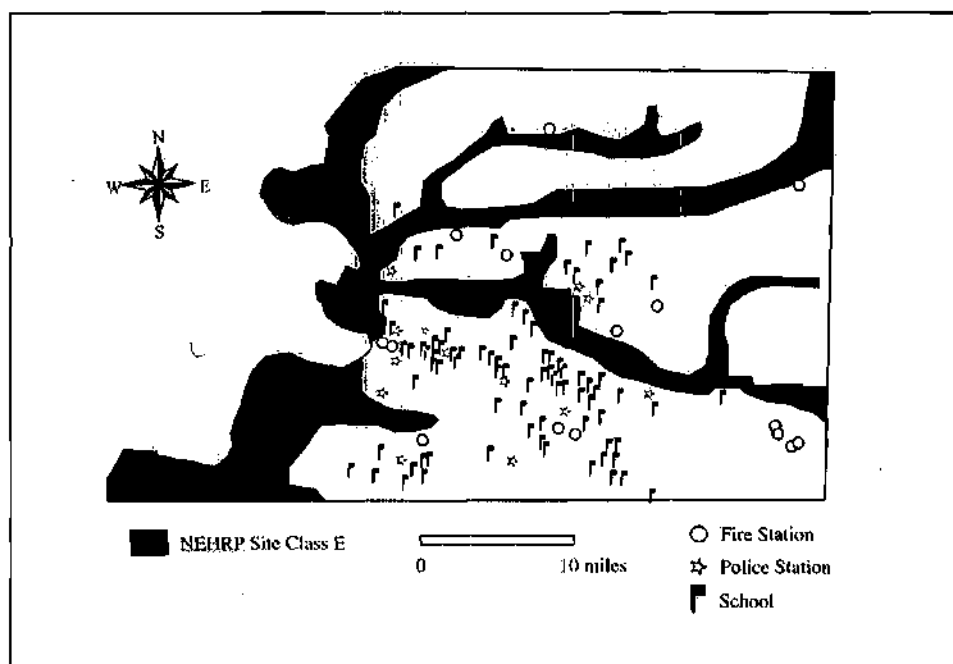 N
W E
S
NEHRP Site Class E
0 10 miles
Fire Station
Police Station
School